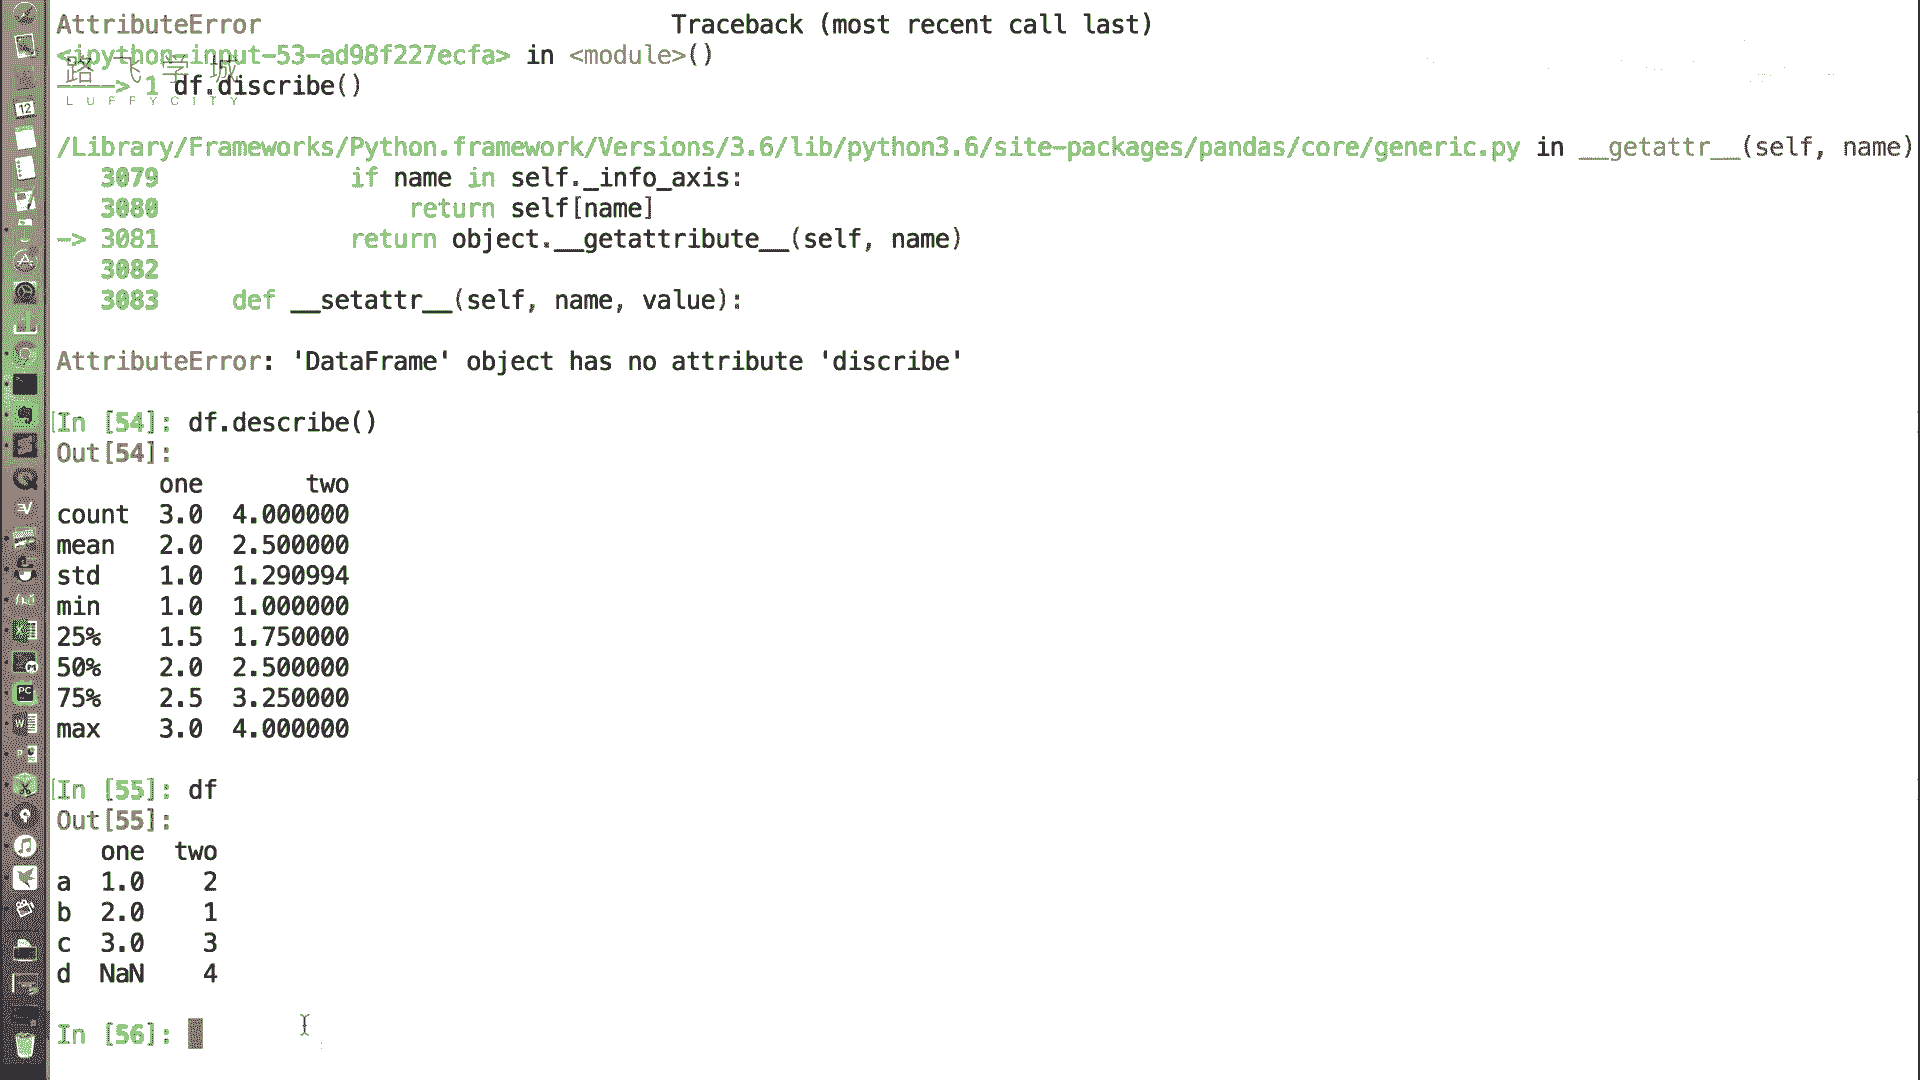 AttributeError                            Traceback (most recent call last)
<ipython-input-53-ad98f227ecfa> in <module>()
路飞学城
----> 1 df.discribe()
LUFFYCITY
/Library/Frameworks/Python.framework/Versions/3.6/lib/python3.6/site-packages/pandas/core/generic.py in __getattr__(self, name)
   3079             if name in self._info_axis:
   3080                 return self[name]
-> 3081             return object.__getattribute__(self, name)
   3082
   3083     def __setattr__(self, name, value):
AttributeError: 'DataFrame' object has no attribute 'discribe'
[In [54]: df.describe()
Out[54]:
       one       two
count  3.0  4.000000
mean   2.0  2.500000
std    1.0  1.290994
min    1.0  1.000000
25%    1.5  1.750000
50%    2.0  2.500000
75%    2.5  3.250000
max    3.0  4.000000
[In [55]: df
Out[55]:
   one  two
a  1.0    2
b  2.0    1
c  3.0    3
d  NaN    4
In [56]:
12
PC
W